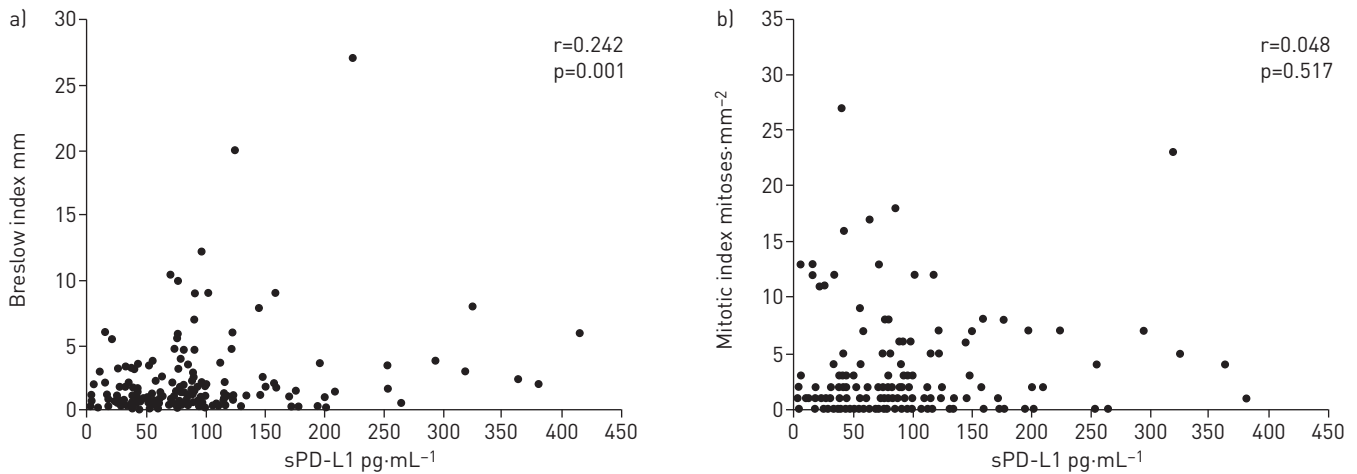 a)
30
25
20
15
10
5
0
Breslow index mm
r=0.242
p=0.001
0 50 100 150 200 250 300 350 400 450
sPD-L1 pg·mL⁻¹
b)
35
30
25
20
15
10
5
0
Mitotic index mitoses·mm⁻²
r=0.048
p=0.517
0 50 100 150 200 250 300 350 400 450
sPD-L1 pg·mL⁻¹